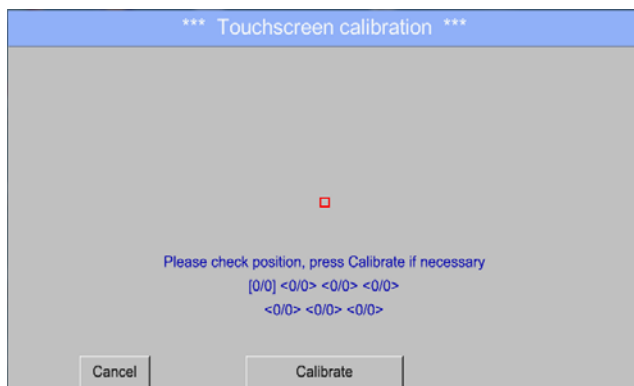 *** Touchscreen calibration ***
Please check position, press Calibrate if necessary
[0/0] <0/0> <0/0> <0/0>
<0/0> <0/0> <0/0>
Cancel Calibrate